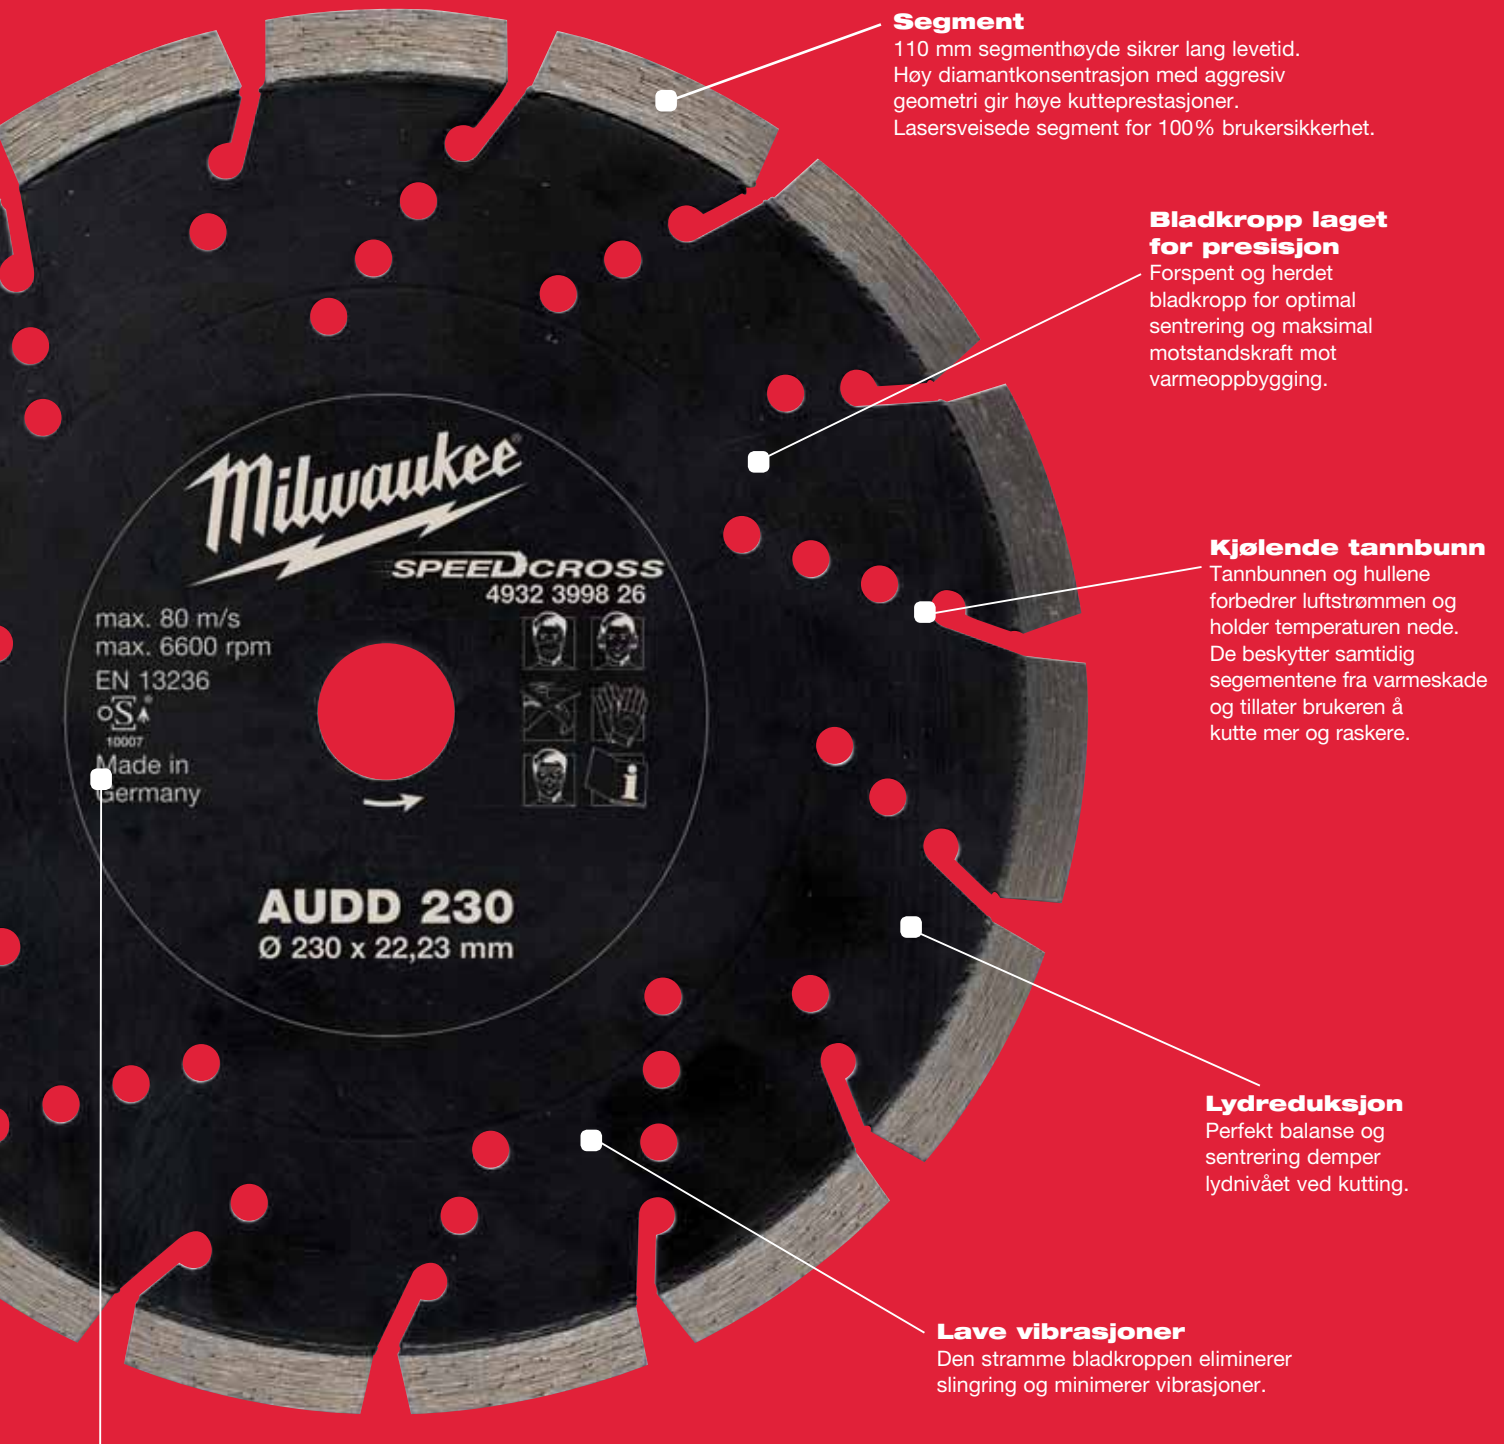 Segment
110 mm segmenthøyde sikrer lang levetid.
Høy diamantkonsentrasjon med aggresiv
geometri gir høye kutteprestasjoner.
Lasersveisede segment for 100% brukersikkerhet.
Bladkropp laget
for presisjon
Forspent og herdet
bladkropp for optimal
sentrering og maksimal
motstandskraft mot
varmeoppbygging.
Milwaukee®
SPEEDCROSS
4932 3998 26
max. 80 m/s
max. 6600 rpm
EN 13236
oSA®
10007
Made in
Germany
i
AUDD 230
Ø 230 x 22,23 mm
Kjølende tannbunn
Tannbunnen og hullene
forbedrer luftstrømmen og
holder temperaturen nede.
De beskytter samtidig
segementene fra varmeskade
og tillater brukeren å
kutte mer og raskere.
Lydreduksjon
Perfekt balanse og
sentrering demper
lydnivået ved kutting.
Lave vibrasjoner
Den stramme bladkroppen eliminerer
slingring og minimerer vibrasjoner.